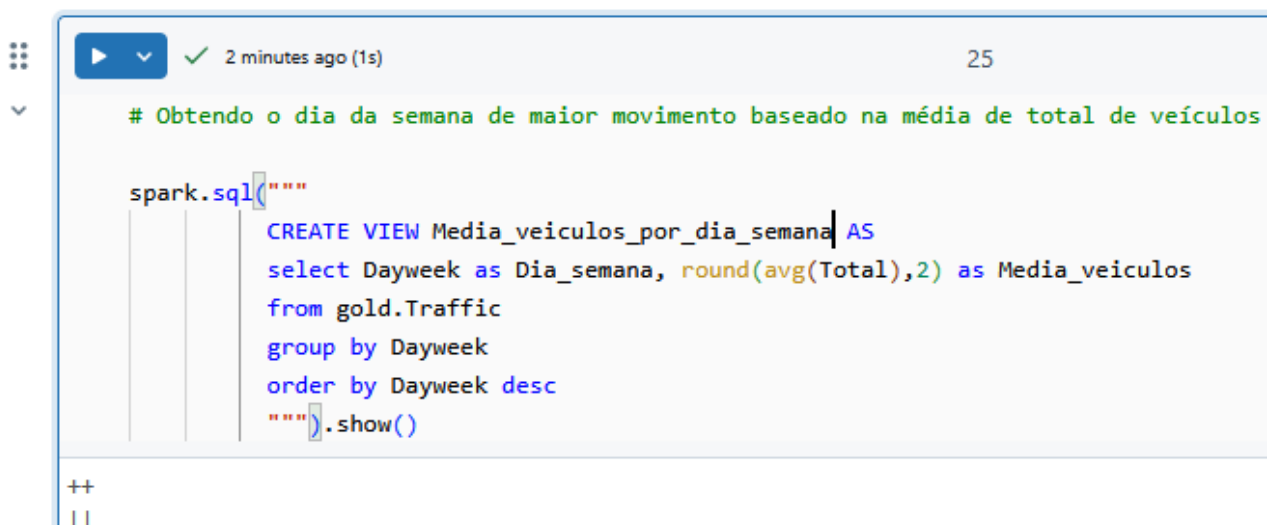 2 minutes ago (1s)
25
# Obtendo o dia da semana de maior movimento baseado na média de total de veículos
spark.sql("""
CREATE VIEW Media_veiculos_por_dia_semana AS
select Dayweek as Dia_semana, round(avg(Total),2) as Media_veiculos
from gold.Traffic
group by Dayweek
order by Dayweek desc
""").show()
++
||